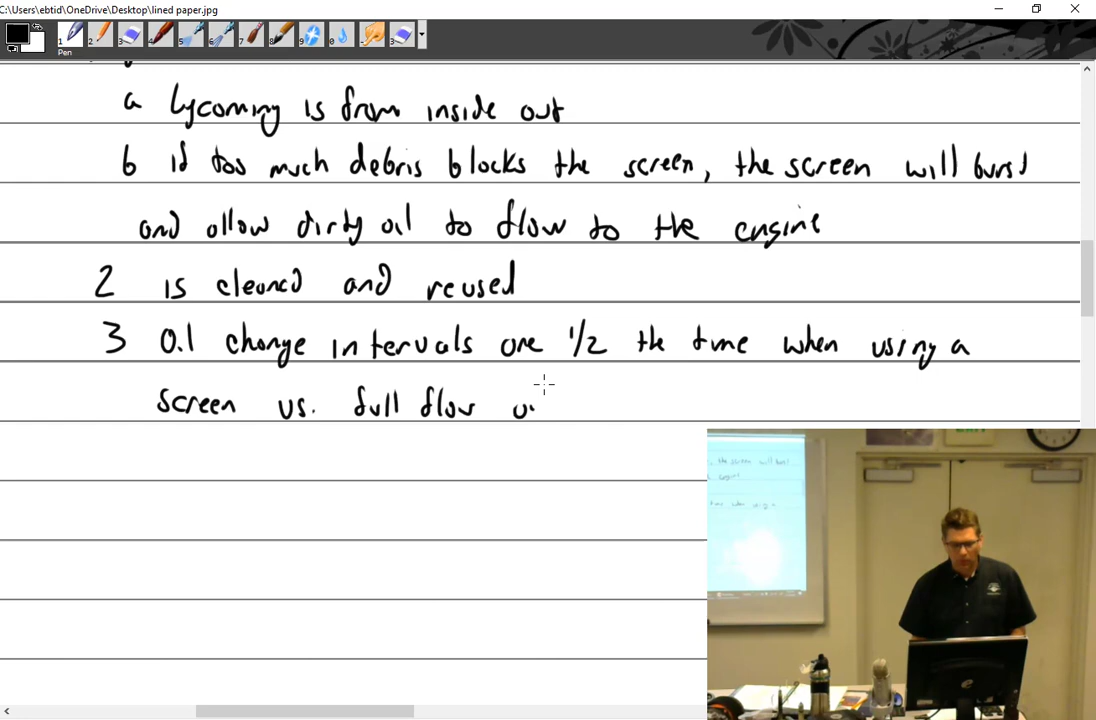 C:\Users\ebtid\OneDrive\Desktop\lined paper.jpg
Pen
a Lycoming is from inside out
b if too much debris blocks the screen, the screen will burst
and allow dirty oil to flow to the engine
2 is cleaned and reused
3 O.I change intervals are 1/2 the time when using a
screen vs. full flow